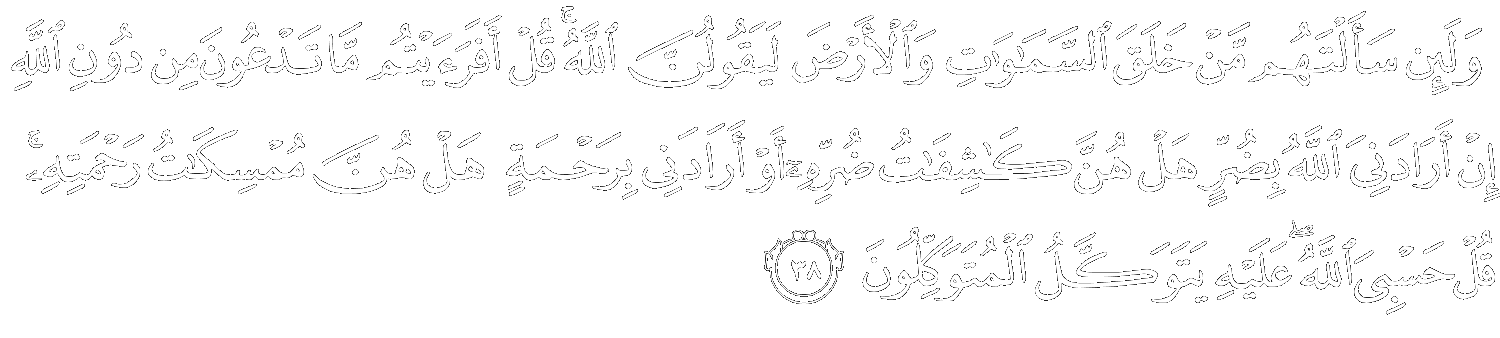 وَلَئِن سَأَلْتَهُم مَّنْ خَلَقَ ٱلسَّمَٰوَٰتِ وَٱلْأَرْضَ لَيَقُولُنَّ ٱللَّهُ ۚ قُلْ أَفَرَءَيْتُم مَّا تَدْعُونَ مِن دُونِ ٱللَّهِ
إِنْ أَرَادَنِىَ ٱللَّهُ بِضُرٍّ هَلْ هُنَّ كَٰشِفَٰتُ ضُرِّهِۦٓ أَوْ أَرَادَنِى بِرَحْمَةٍ هَلْ هُنَّ مُمْسِكَٰتُ رَحْمَتِهِۦ ۚ
قُلْ حَسْبِىَ ٱللَّهُ ۖ عَلَيْهِ يَتَوَكَّلُ ٱلْمُتَوَكِّلُونَ ٣٨